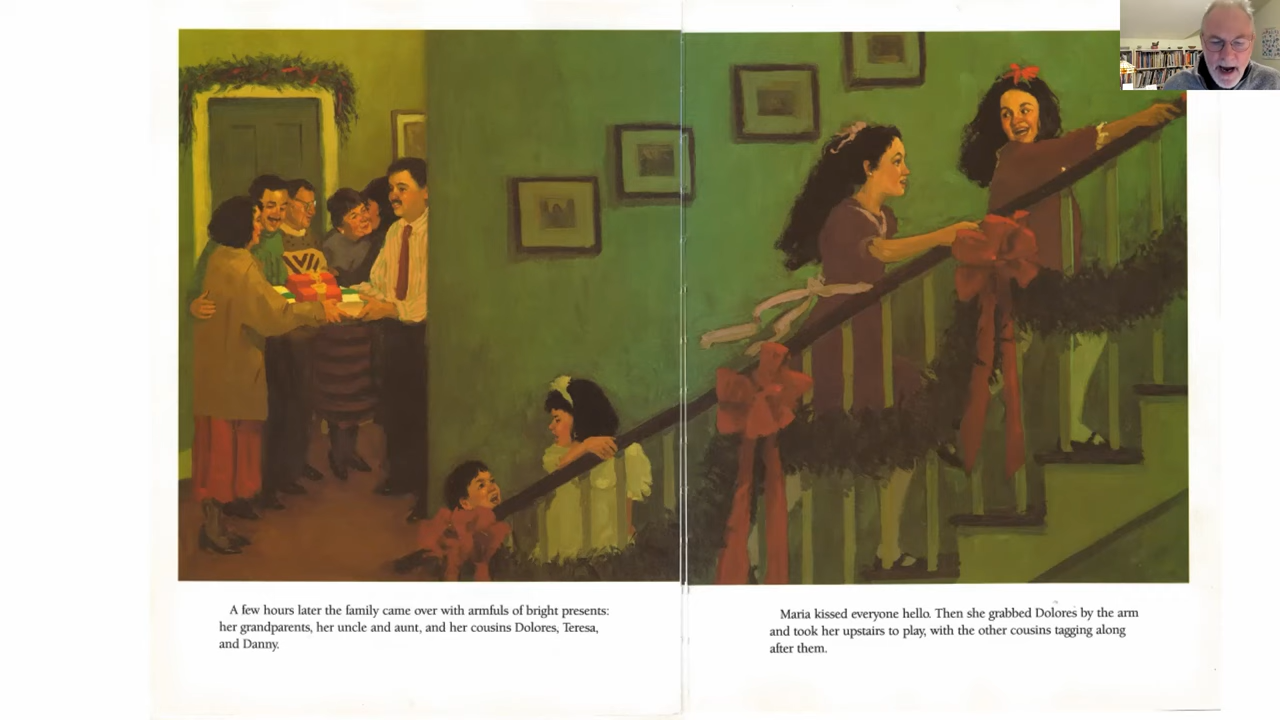 A few hours later the family came over with armfuls of bright presents:
her grandparents, her uncle and aunt, and her cousins Dolores, Teresa,
and Danny.
Maria kissed everyone hello. Then she grabbed Dolores by the arm
and took her upstairs to play, with the other cousins tagging along
after them.